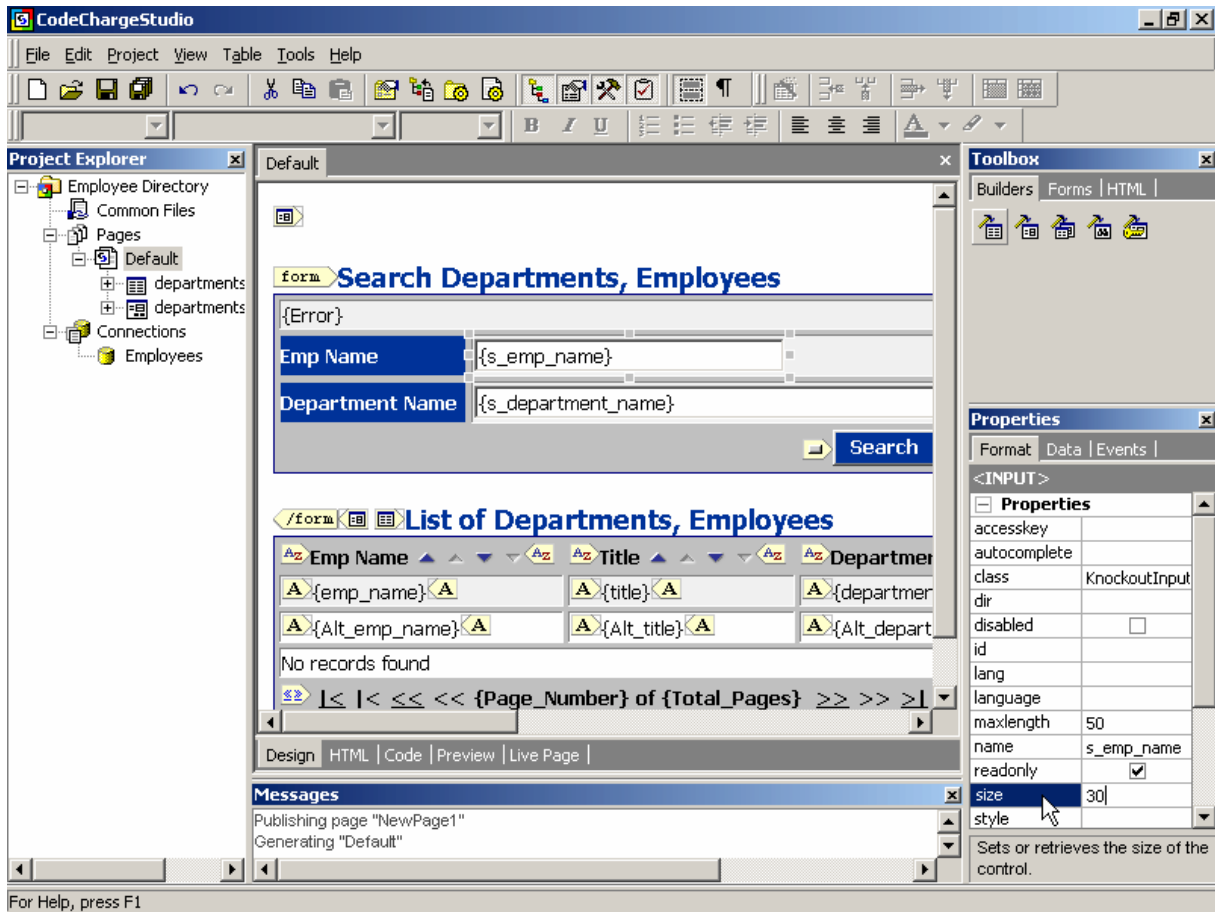 CodeChargeStudio
File Edit Project View Table Tools Help
B I U A
Project Explorer
Employee Directory
Common Files
Pages
Default
departments
departments
Connections
Employees
Default
form Search Departments, Employees
{Error}
Emp Name {s_emp_name}
Department Name {s_department_name}
Search
/form List of Departments, Employees
Az Emp Name Az Az Title Az Az Departmen
A {emp_name} A A {title} A A {departmen
A {Alt_emp_name} A A {Alt_title} A A {Alt_depart
No records found
|< |< << << {Page_Number} of {Total_Pages} >> >> >|
Design HTML Code Preview Live Page
Messages
Publishing page "NewPage1"
Generating "Default"
Toolbox
Builders Forms HTML
Properties
Format Data Events
<INPUT>
Properties
accesskey
autocomplete
class KnockoutInput
dir
disabled
id
lang
language
maxlength 50
name s_emp_name
readonly
size 30
style
Sets or retrieves the size of the
control.
For Help, press F1